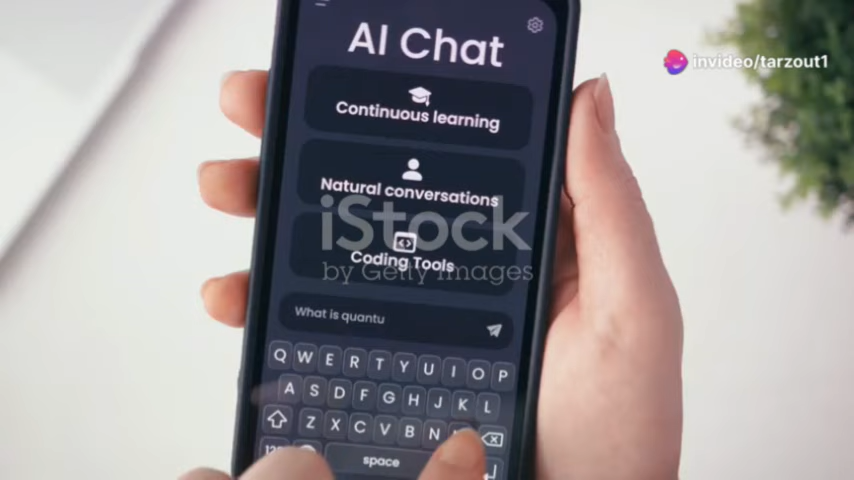 AI Chat
invideo/tarzout1
Continuous learning
Natural conversations
iStock
by Getty Images
Coding Tools
What is quantu
Q W E R T Y U I O P
A S D F G H J K L
Z X C V B N
space